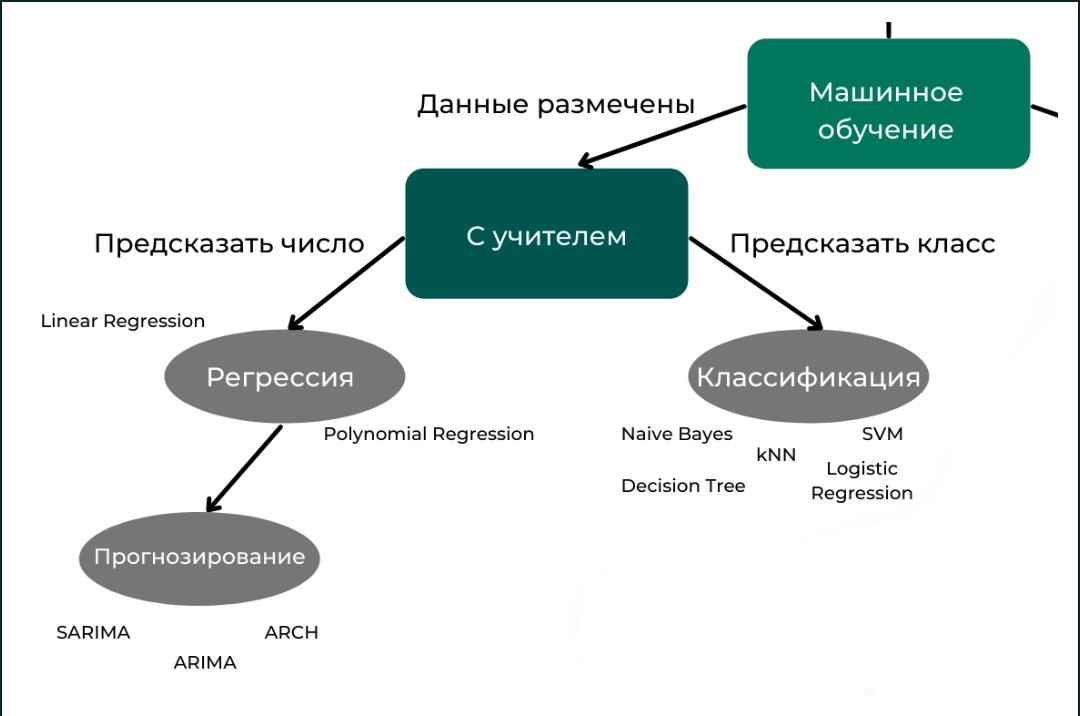 Машинное
обучение
Данные размечены
С учителем
Предсказать число
Предсказать класс
Linear Regression
Регрессия
Классификация
Polynomial Regression
Naive Bayes
SVM
kNN
Logistic
Regression
Decision Tree
Прогнозирование
SARIMA
ARCH
ARIMA